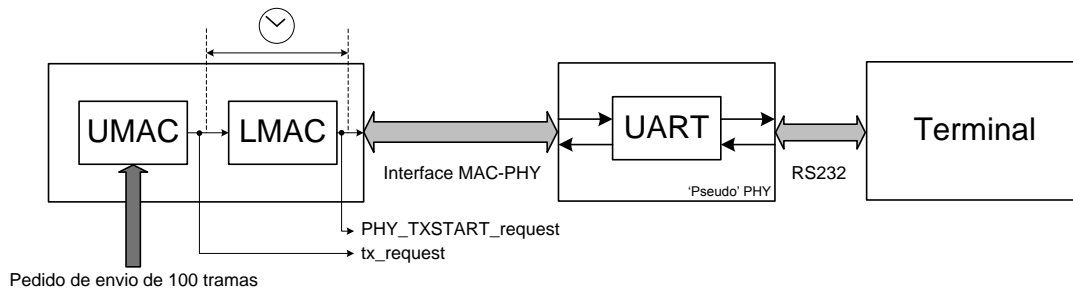 UMAC
LMAC
UART
Terminal
Interface MAC-PHY
RS232
'Pseudo' PHY
PHY_TXSTART_request
tx_request
Pedido de envio de 100 tramas